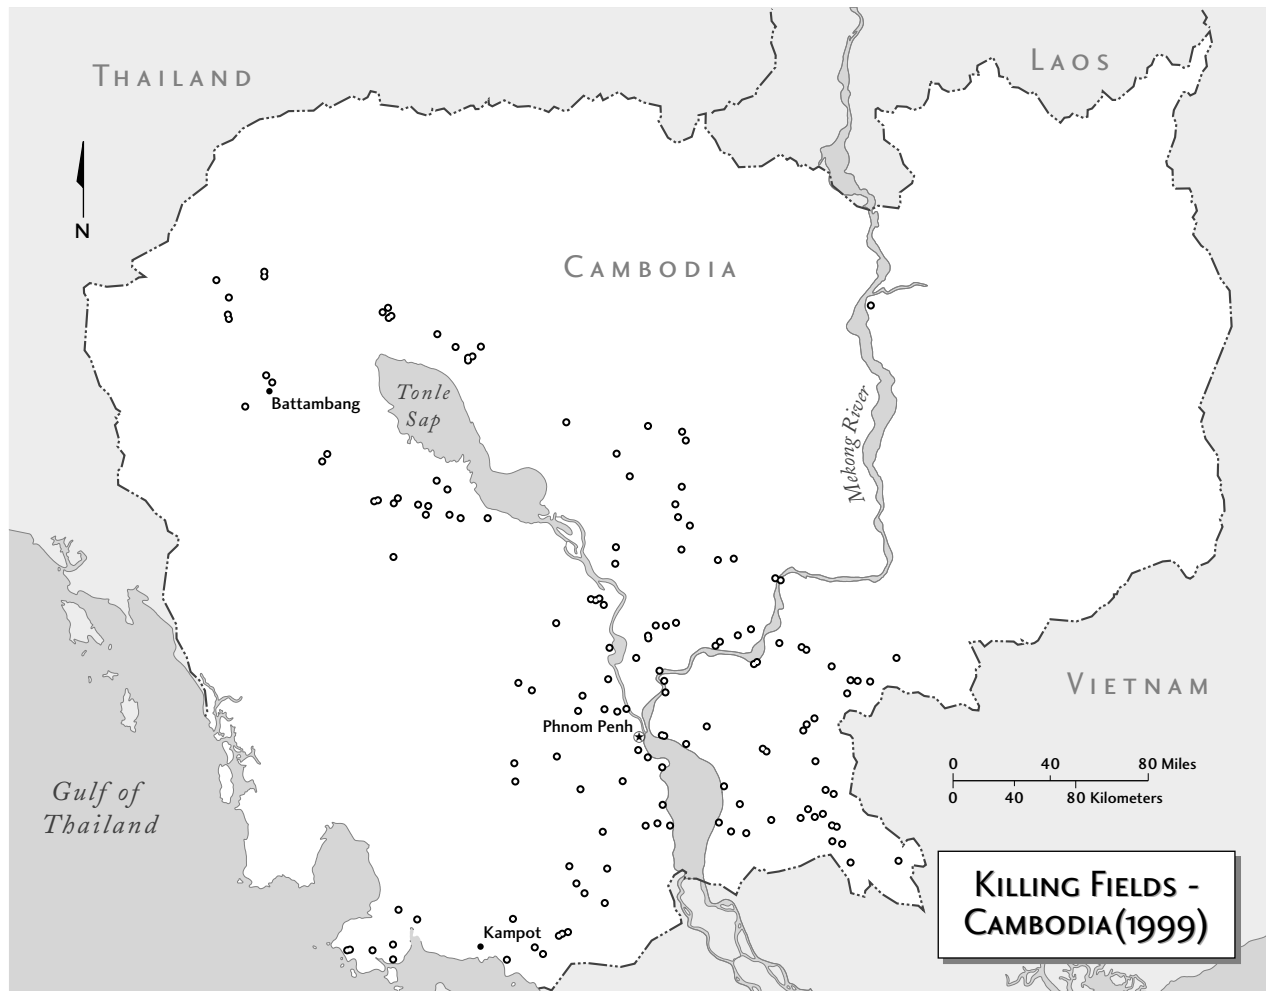 THAILAND
LAOS
N
CAMBODIA
Tonle
Sap
Battambang
Mekong River
VIETNAM
Phnom Penh
0 40 80 Miles
0 40 80 Kilometers
Gulf of
Thailand
Kampot
KILLING FIELDS -
CAMBODIA(1999)